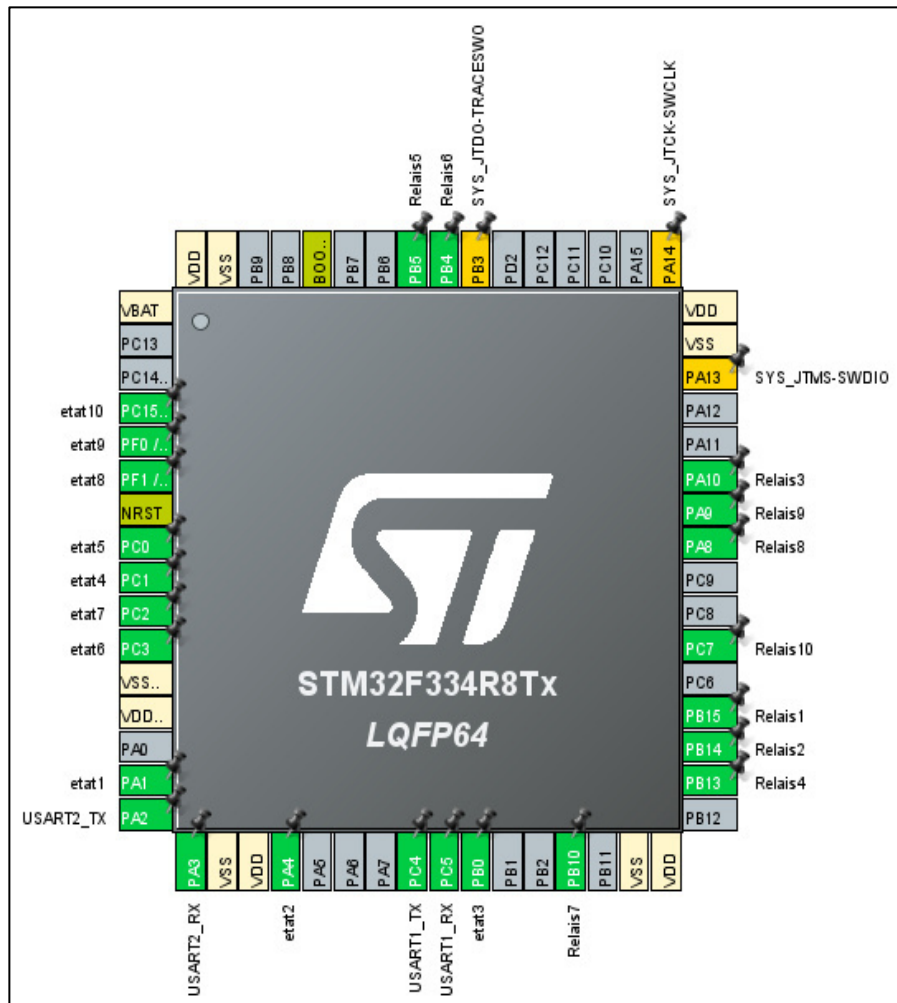 Relais5
Relais6
SYS_JTDO-TRACESWO
SYS_JTCK-SWCLK
VDD
VSS
PB9
PB8
BOO..
PB7
PB6
PB5
PB4
PB3
PD2
PC12
PC11
PC10
PA15
PA14
VBAT
PC13
PC14..
etat10 PC15..
etat9 PF0 /..
etat8 PF1 /..
NRST
etat5 PC0
etat4 PC1
etat7 PC2
etat6 PC3
VSS..
VDD..
PA0
etat1 PA1
USART2_TX PA2
ST
STM32F334R8Tx
LQFP64
VDD
VSS
PA13 SYS_JTMS-SWDIO
PA12
PA11
PA10 Relais3
PA9 Relais9
PA8 Relais8
PC9
PC8
PC7 Relais10
PC6
PB15 Relais1
PB14 Relais2
PB13 Relais4
PB12
PA3
VSS
VDD
PA4
PA5
PA6
PA7
PC4
PC5
PB0
PB1
PB2
PB10
PB11
VSS
VDD
USART2_RX
etat2
USART1_TX
USART1_RX
etat3
Relais7